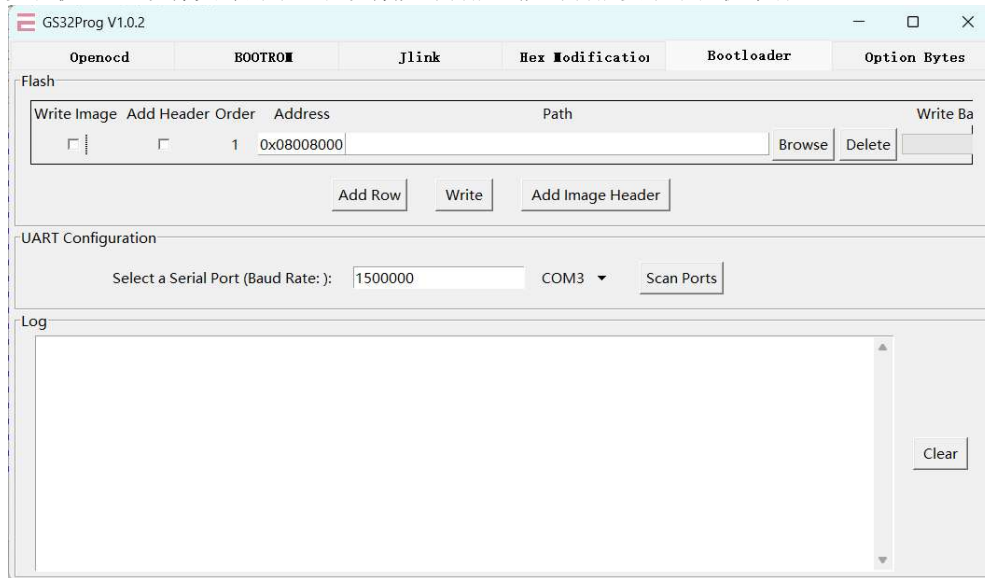 GS32Prog V1.0.2
Openocd BOOTROM Jlink Hex Modification Bootloader Option Bytes
Flash
Write Image Add Header Order Address Path Write Ba
1 0x08008000 Browse Delete
Add Row Write Add Image Header
UART Configuration
Select a Serial Port (Baud Rate: ): 1500000 COM3 Scan Ports
Log
Clear